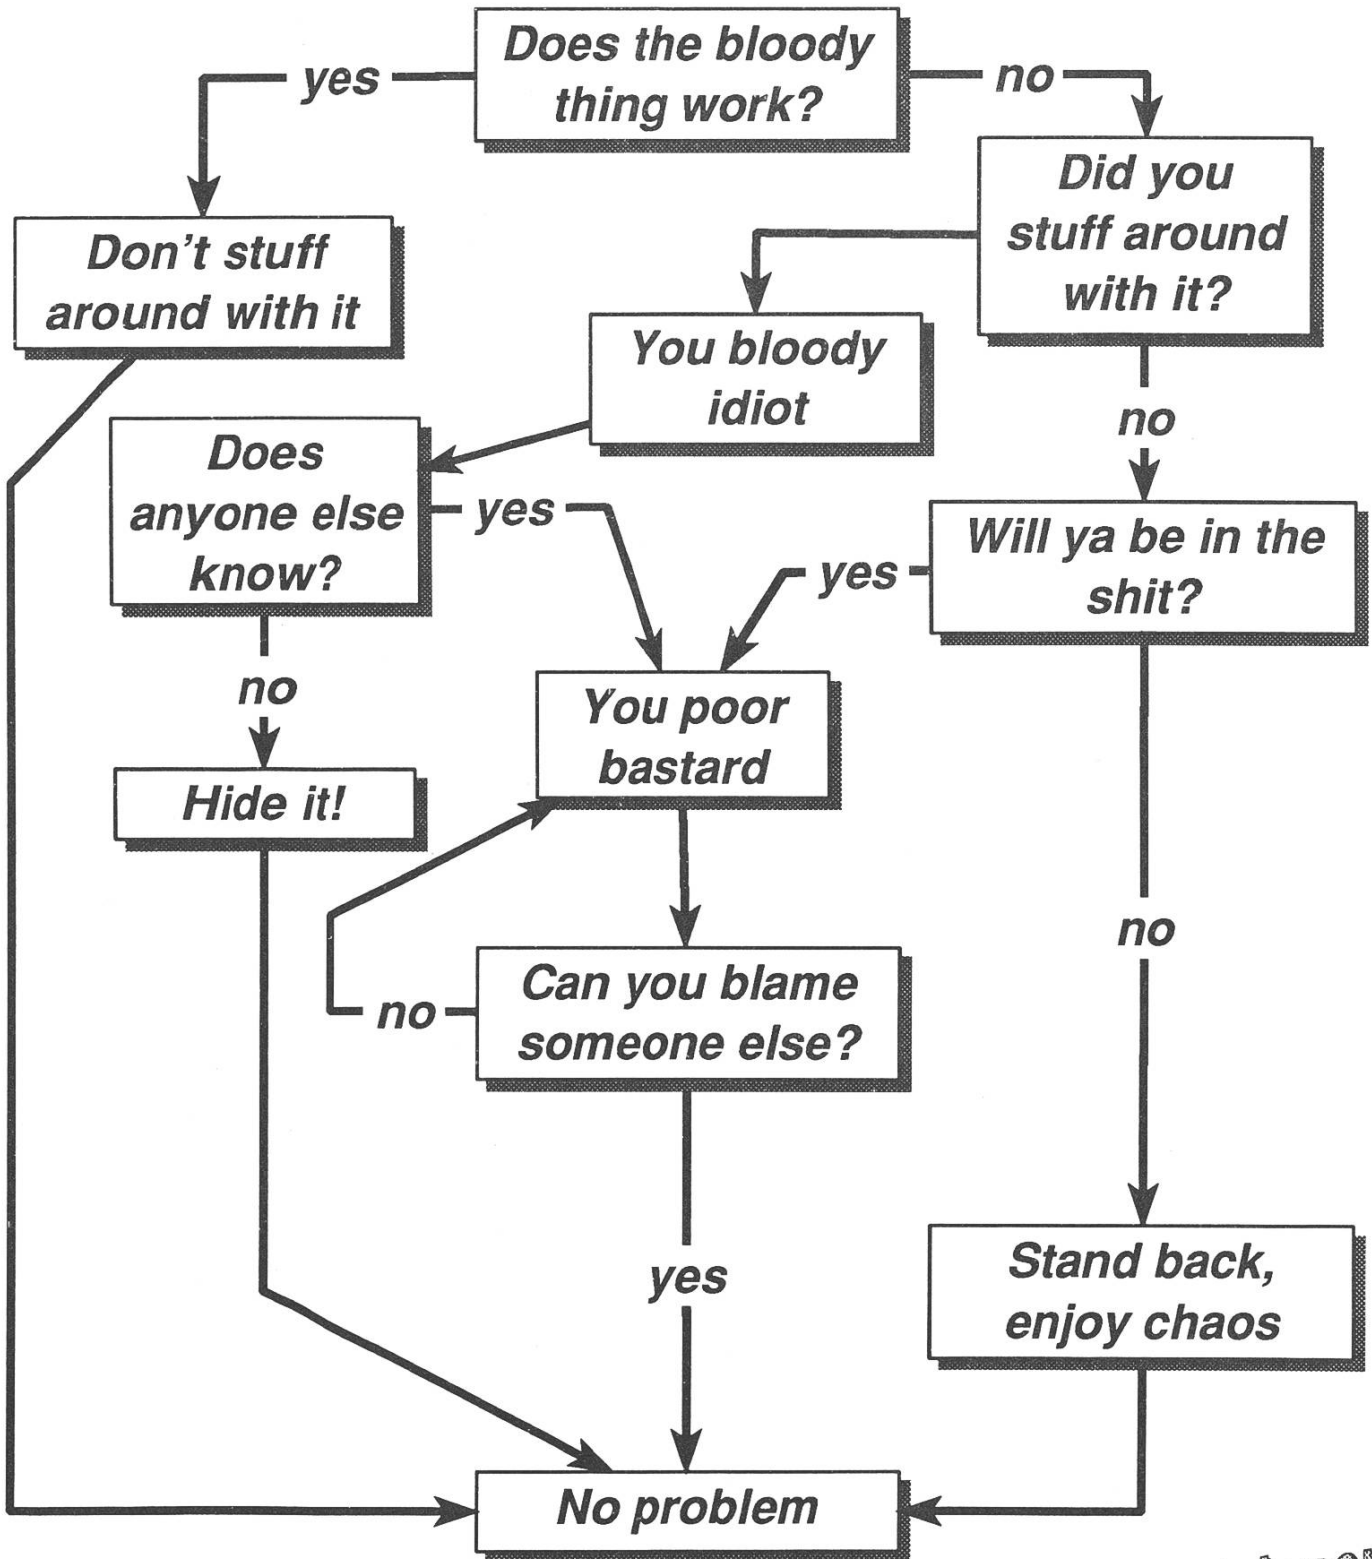 Does the bloody
thing work?
yes
no
Did you
stuff around
with it?
Don't stuff
around with it
You bloody
idiot
no
Does
anyone else
know?
yes
Will ya be in the
shit?
yes
no
You poor
bastard
Hide it!
no
Can you blame
someone else?
no
yes
Stand back,
enjoy chaos
No problem